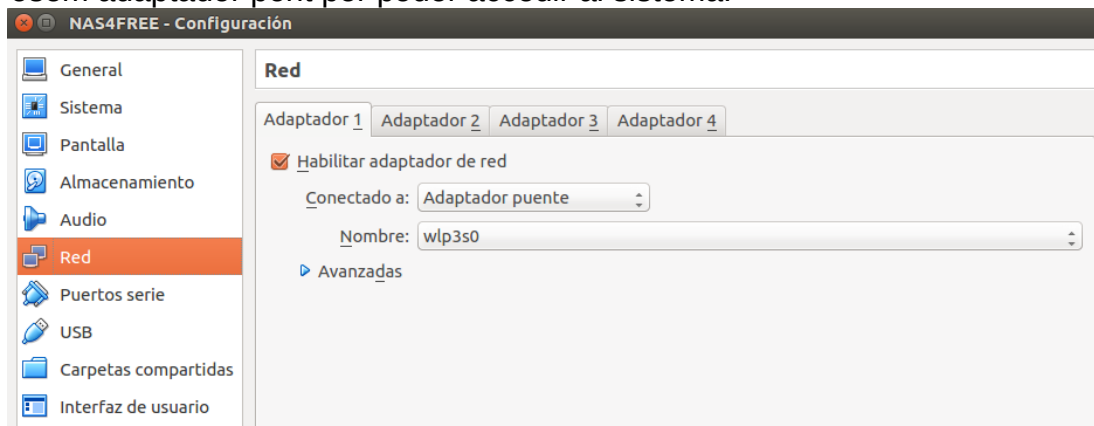 NAS4FREE - Configuración
General
Sistema
Pantalla
Almacenamiento
Audio
Red
Puertos serie
USB
Carpetas compartidas
Interfaz de usuario
Red
Adaptador 1 Adaptador 2 Adaptador 3 Adaptador 4
Habilitar adaptador de red
Conectado a: Adaptador puente
Nombre: wlp3s0
Avanzadas